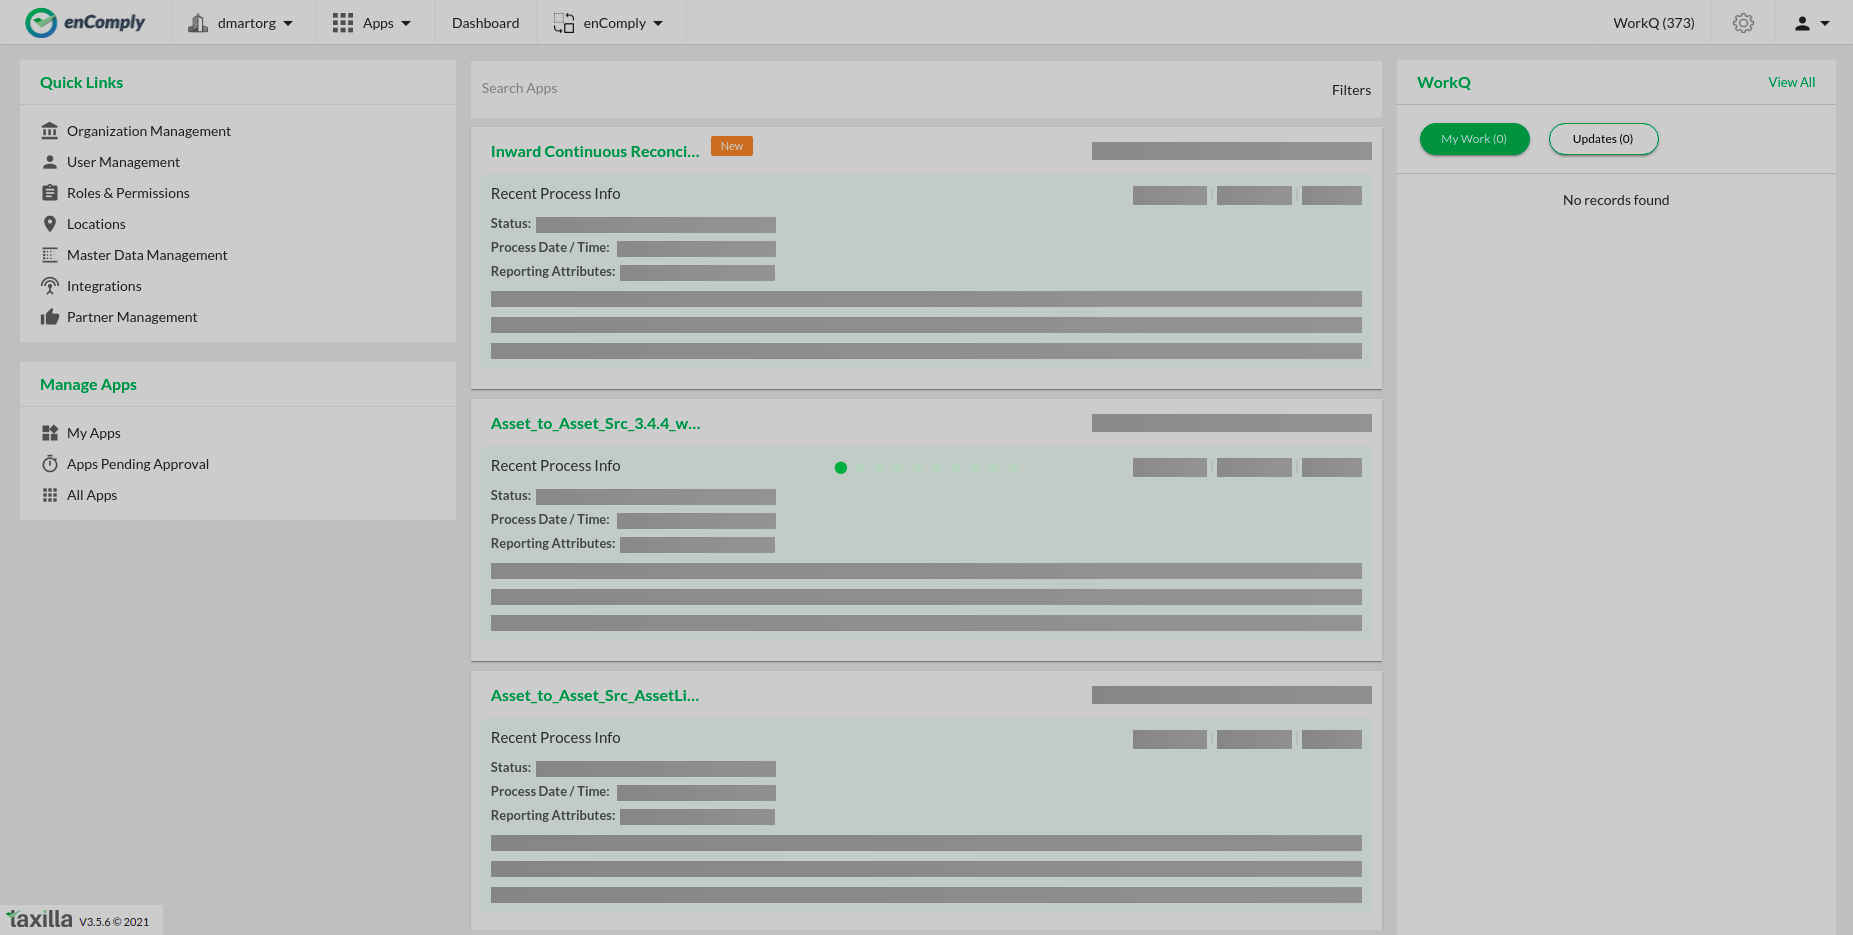 enComply
dmartorg
Apps
Dashboard
enComply
WorkQ (373)
Quick Links
Organization Management
User Management
Roles & Permissions
Locations
Master Data Management
Integrations
Partner Management
Manage Apps
My Apps
Apps Pending Approval
All Apps
Search Apps
Filters
Inward Continuous Reconci...
New
Recent Process Info
Status:
Process Date / Time:
Reporting Attributes:
Asset_to_Asset_Src_3.4.4_w...
Recent Process Info
Status:
Process Date / Time:
Reporting Attributes:
Asset_to_Asset_Src_AssetLi...
Recent Process Info
Status:
Process Date / Time:
Reporting Attributes:
WorkQ
View All
My Work (0)
Updates (0)
No records found
taxilla V3.5.6 © 2021